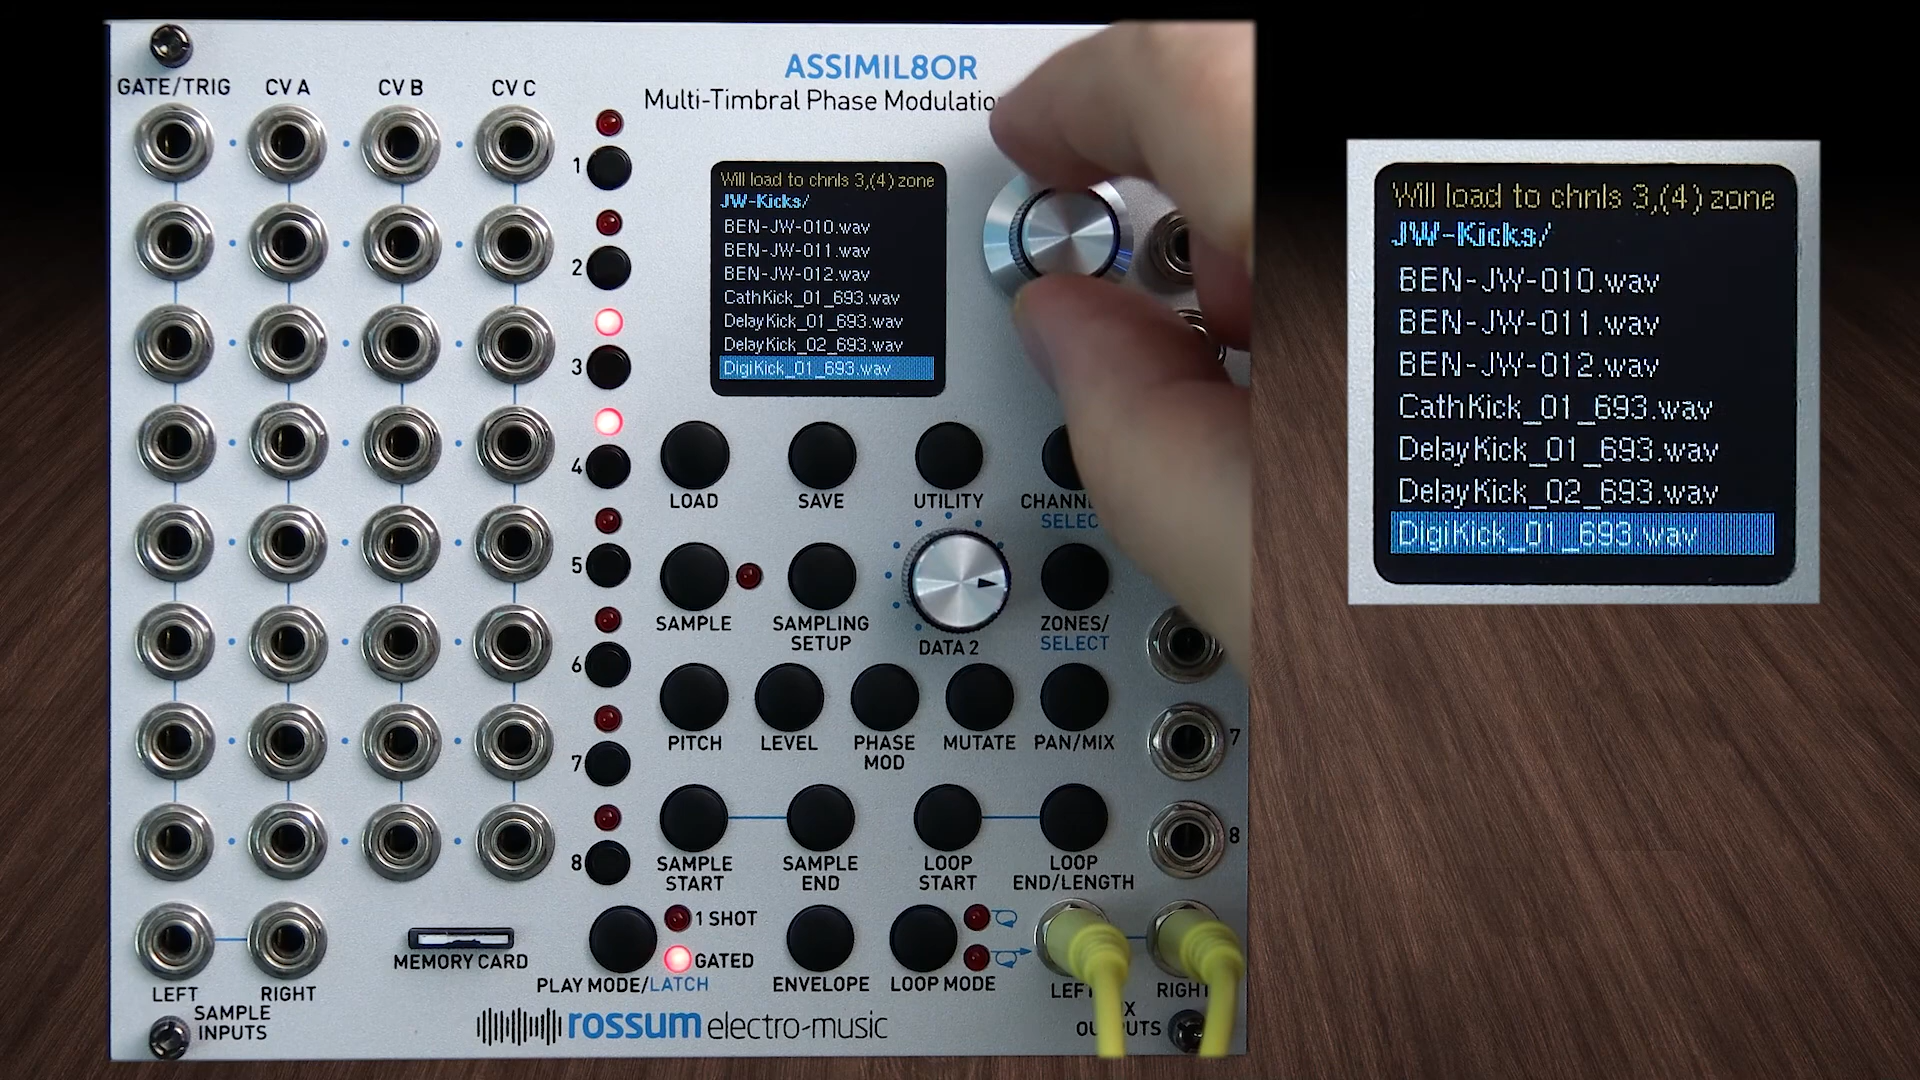 ASSIMIL8OR
Multi-Timbral Phase
GATE/TRIG
CV A
CV B
CV C
1
2
3
4
5
6
7
8
Will load to chnls 3,(4) zone
JW-Kicks/
BEN-JW-010.wav
BEN-JW-011.wav
BEN-JW-012.wav
CathKick_01_693.wav
DelayKick_01_693.wav
DelayKick_02_693.wav
DigiKick_01_693.wav
LOAD
SAVE
UTILITY
SELECT
SAMPLE
SAMPLING
SETUP
DATA 2
ZONES/
SELECT
PITCH
LEVEL
PHASE
MOD
MUTATE
PAN/MIX
7
SAMPLE
START
SAMPLE
END
LOOP
START
LOOP
END/LENGTH
8
1 SHOT
GATED
PLAY MODE/LATCH
ENVELOPE
LOOP MODE
MEMORY CARD
LEFT
RIGHT
SAMPLE
INPUTS
LEFT
RIGHT
rossum electro-music
Will load to chnls 3,(4) zone
JW-Kicks/
BEN-JW-010.wav
BEN-JW-011.wav
BEN-JW-012.wav
CathKick_01_693.wav
DelayKick_01_693.wav
DelayKick_02_693.wav
DigiKick_01_693.wav